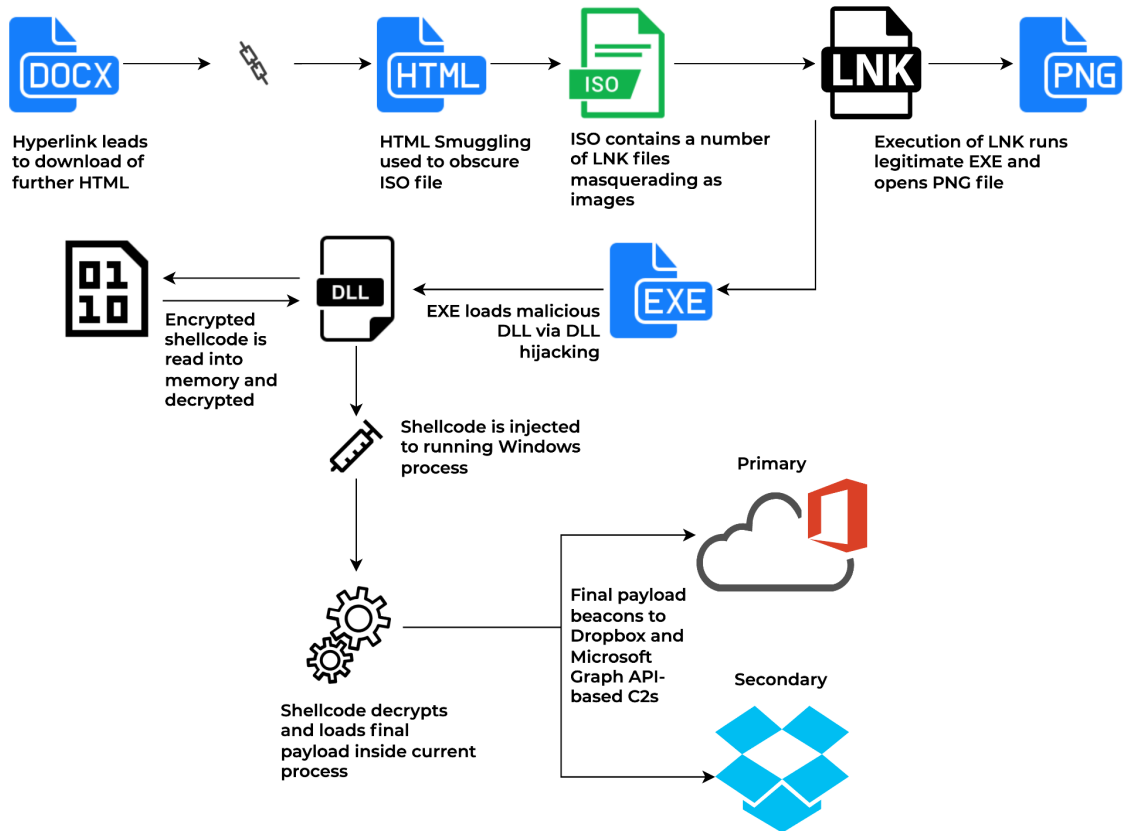 DOCX
HTML
ISO
LNK
PNG
Hyperlink leads
to download of
further HTML
HTML Smuggling
used to obscure
ISO file
ISO contains a number
of LNK files
masquerading as
images
Execution of LNK runs
legitimate EXE and
opens PNG file
01
10
DLL
EXE
Encrypted
shellcode is
read into
memory and
decrypted
EXE loads malicious
DLL via DLL
hijacking
Shellcode is injected
to running Windows
process
Primary
Final payload
beacons to
Dropbox and
Microsoft
Graph API-
based C2s
Secondary
Shellcode decrypts
and loads final
payload inside current
process